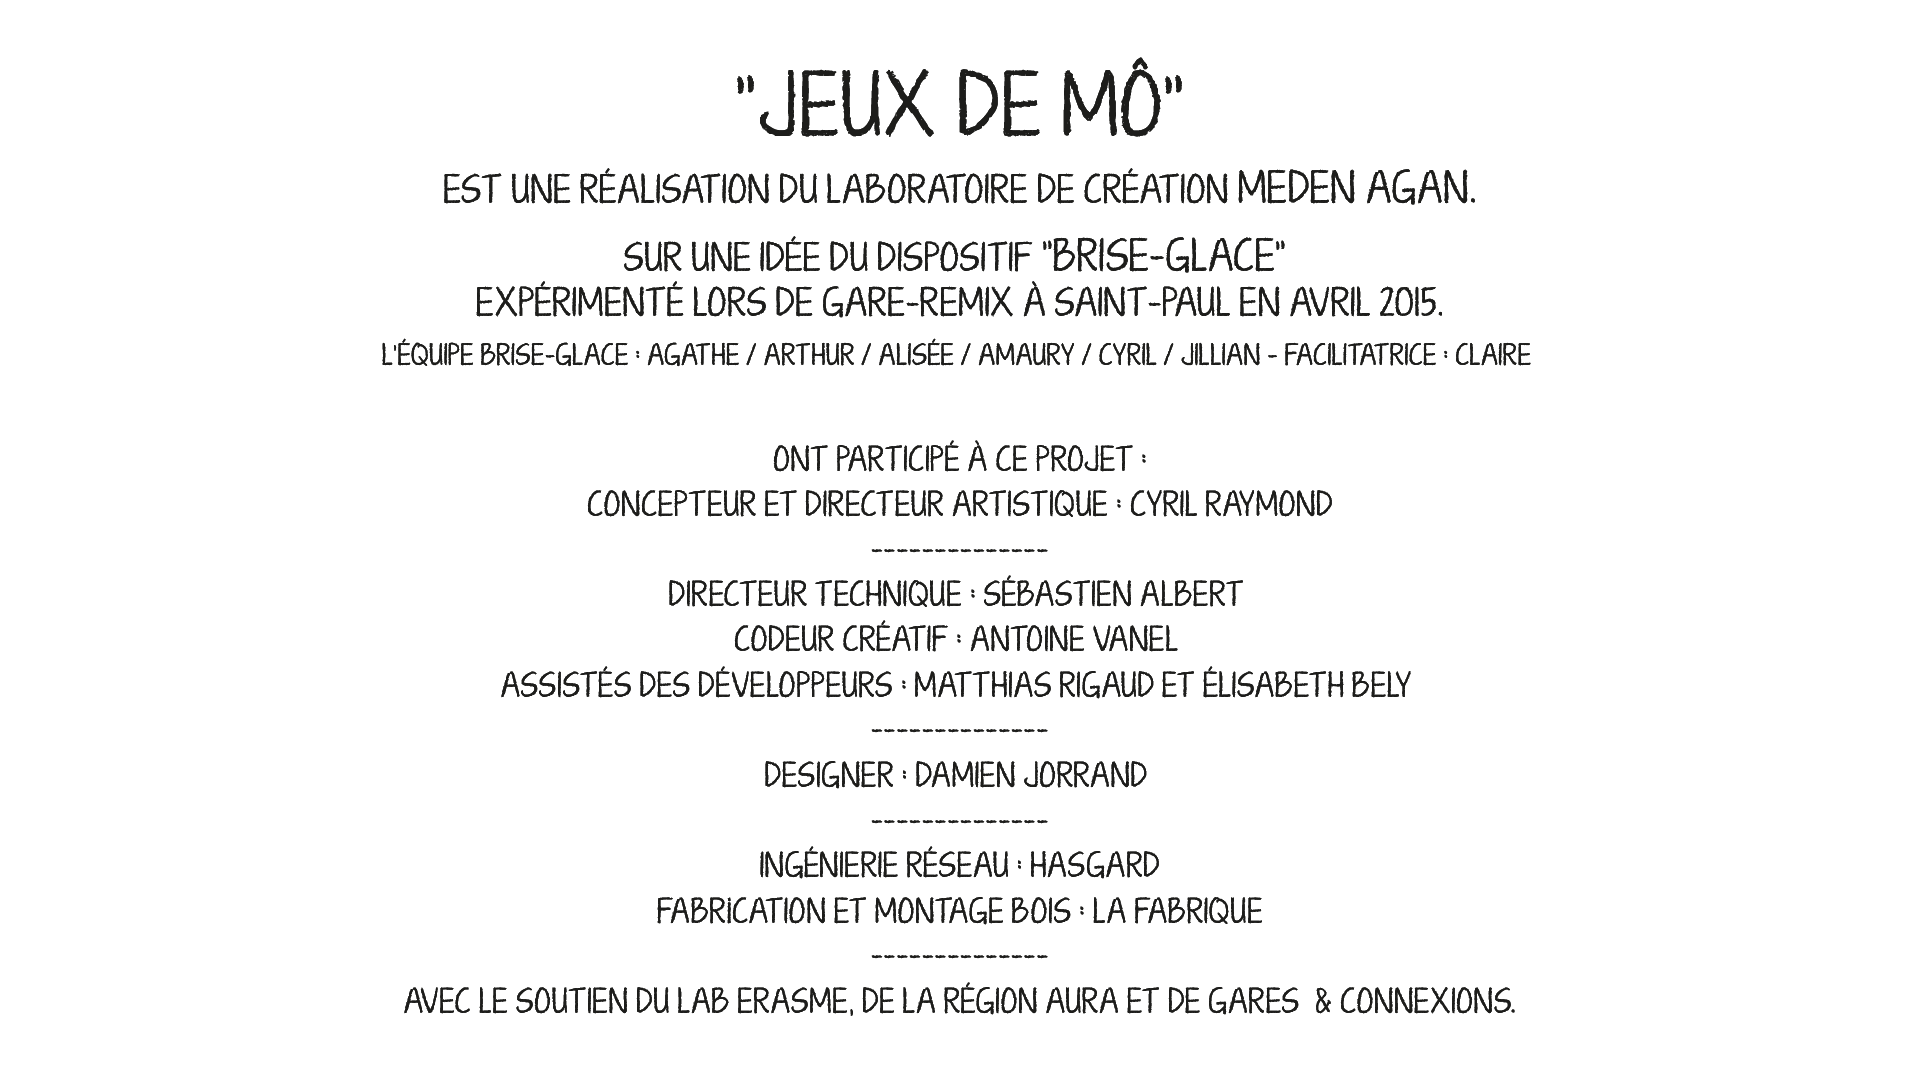 "JEUX DE MÔ"
EST UNE RÉALISATION DU LABORATOIRE DE CRÉATION MEDEN AGAN.
SUR UNE IDÉE DU DISPOSITIF "BRISE-GLACE"
EXPÉRIMENTÉ LORS DE GARE-REMIX À SAINT-PAUL EN AVRIL 2015.
L'ÉQUIPE BRISE-GLACE : AGATHE / ARTHUR / ALISÉE / AMAURY / CYRIL / JILLIAN - FACILITATRICE : CLAIRE
ONT PARTICIPÉ À CE PROJET :
CONCEPTEUR ET DIRECTEUR ARTISTIQUE : CYRIL RAYMOND
--------------
DIRECTEUR TECHNIQUE : SÉBASTIEN ALBERT
CODEUR CRÉATIF : ANTOINE VANEL
ASSISTÉS DES DÉVELOPPEURS : MATTHIAS RIGAUD ET ÉLISABETH BELY
--------------
DESIGNER : DAMIEN JORRAND
--------------
INGÉNIERIE RÉSEAU : HASGARD
FABRICATION ET MONTAGE BOIS : LA FABRIQUE
--------------
AVEC LE SOUTIEN DU LAB ERASME, DE LA RÉGION AURA ET DE GARES & CONNEXIONS.